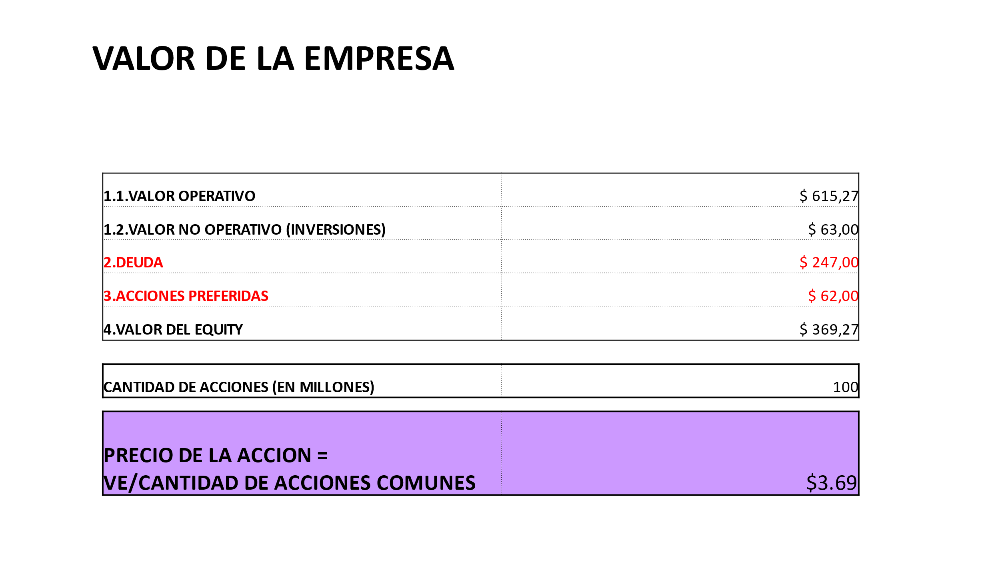 VALOR DE LA EMPRESA
1.1.VALOR OPERATIVO $ 615,27
1.2.VALOR NO OPERATIVO (INVERSIONES) $ 63,00
2.DEUDA $ 247,00
3.ACCIONES PREFERIDAS $ 62,00
4.VALOR DEL EQUITY $ 369,27
CANTIDAD DE ACCIONES (EN MILLONES) 100
PRECIO DE LA ACCION =
VE/CANTIDAD DE ACCIONES COMUNES $3.69